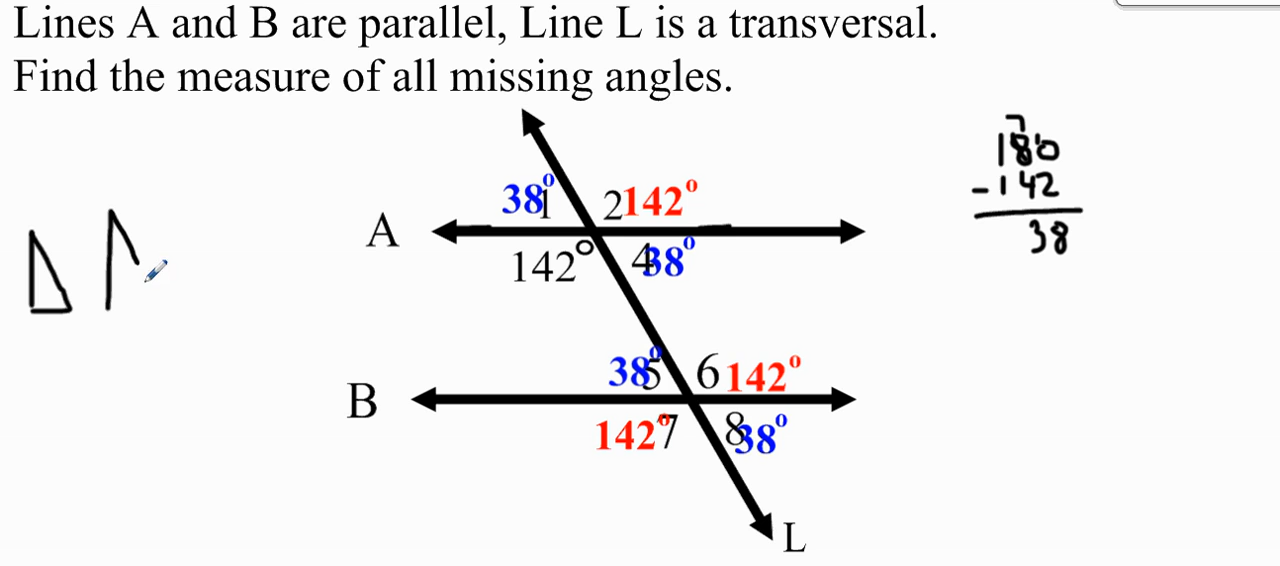 Lines A and B are parallel, Line L is a transversal.
Find the measure of all missing angles.
7
180
-142
38
38° 1 2 142°
A
142° 4 38°
38° 5 6 142°
B
142° 7 8 38°
L